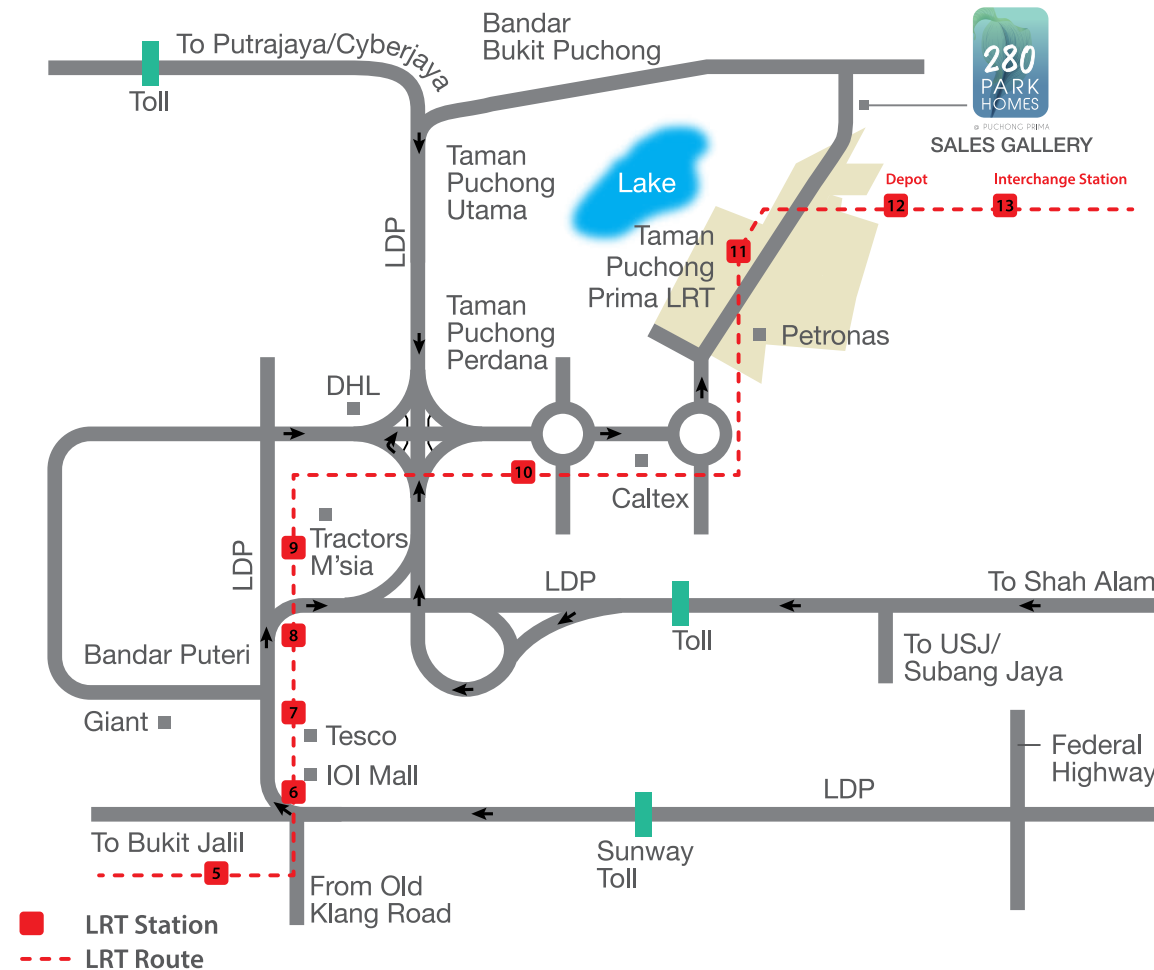 To Putrajaya/Cyberjaya
Toll
Bandar
Bukit Puchong
280
PARK
HOMES
@ PUCHONG PRIMA
SALES GALLERY
Depot
Interchange Station
12
13
Taman
Puchong
Utama
Lake
LDP
Taman
Puchong
Prima LRT
11
Taman
Puchong
Perdana
Petronas
DHL
10
Caltex
Tractors
M'sia
9
LDP
LDP
To Shah Alam
8
Toll
Bandar Puteri
To USJ/
Subang Jaya
7
Giant
Tesco
IOI Mall
6
Federal
Highway
LDP
To Bukit Jalil
Sunway
Toll
5
From Old
Klang Road
LRT Station
LRT Route